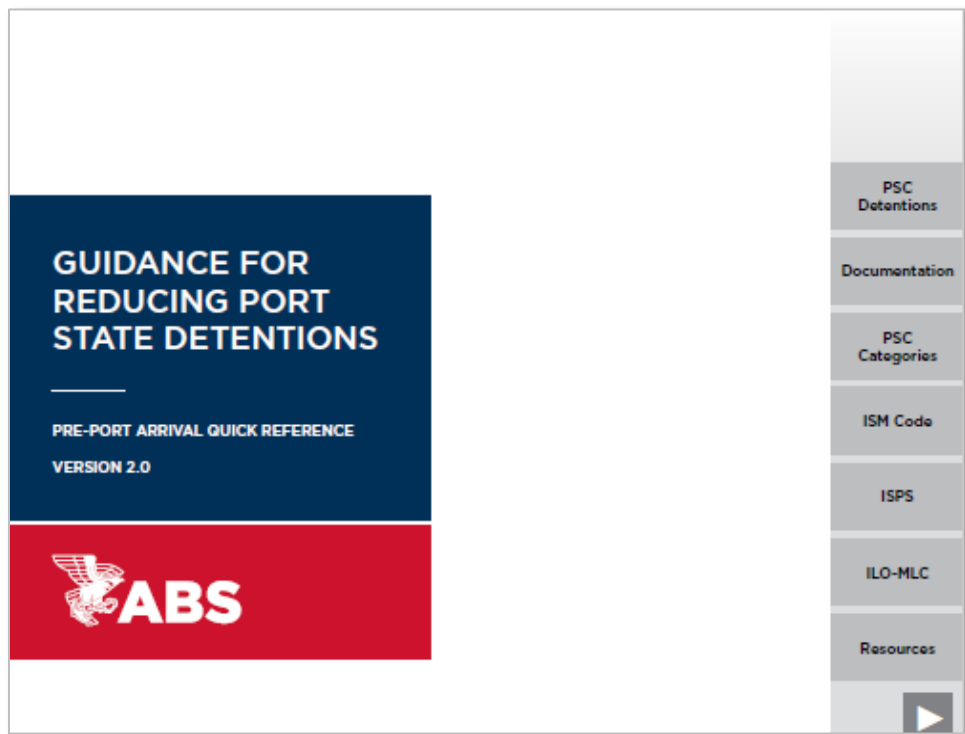 GUIDANCE FOR
REDUCING PORT
STATE DETENTIONS
PRE-PORT ARRIVAL QUICK REFERENCE
VERSION 2.0
ABS
PSC
Detentions
Documentation
PSC
Categories
ISM Code
ISPS
ILO-MLC
Resources